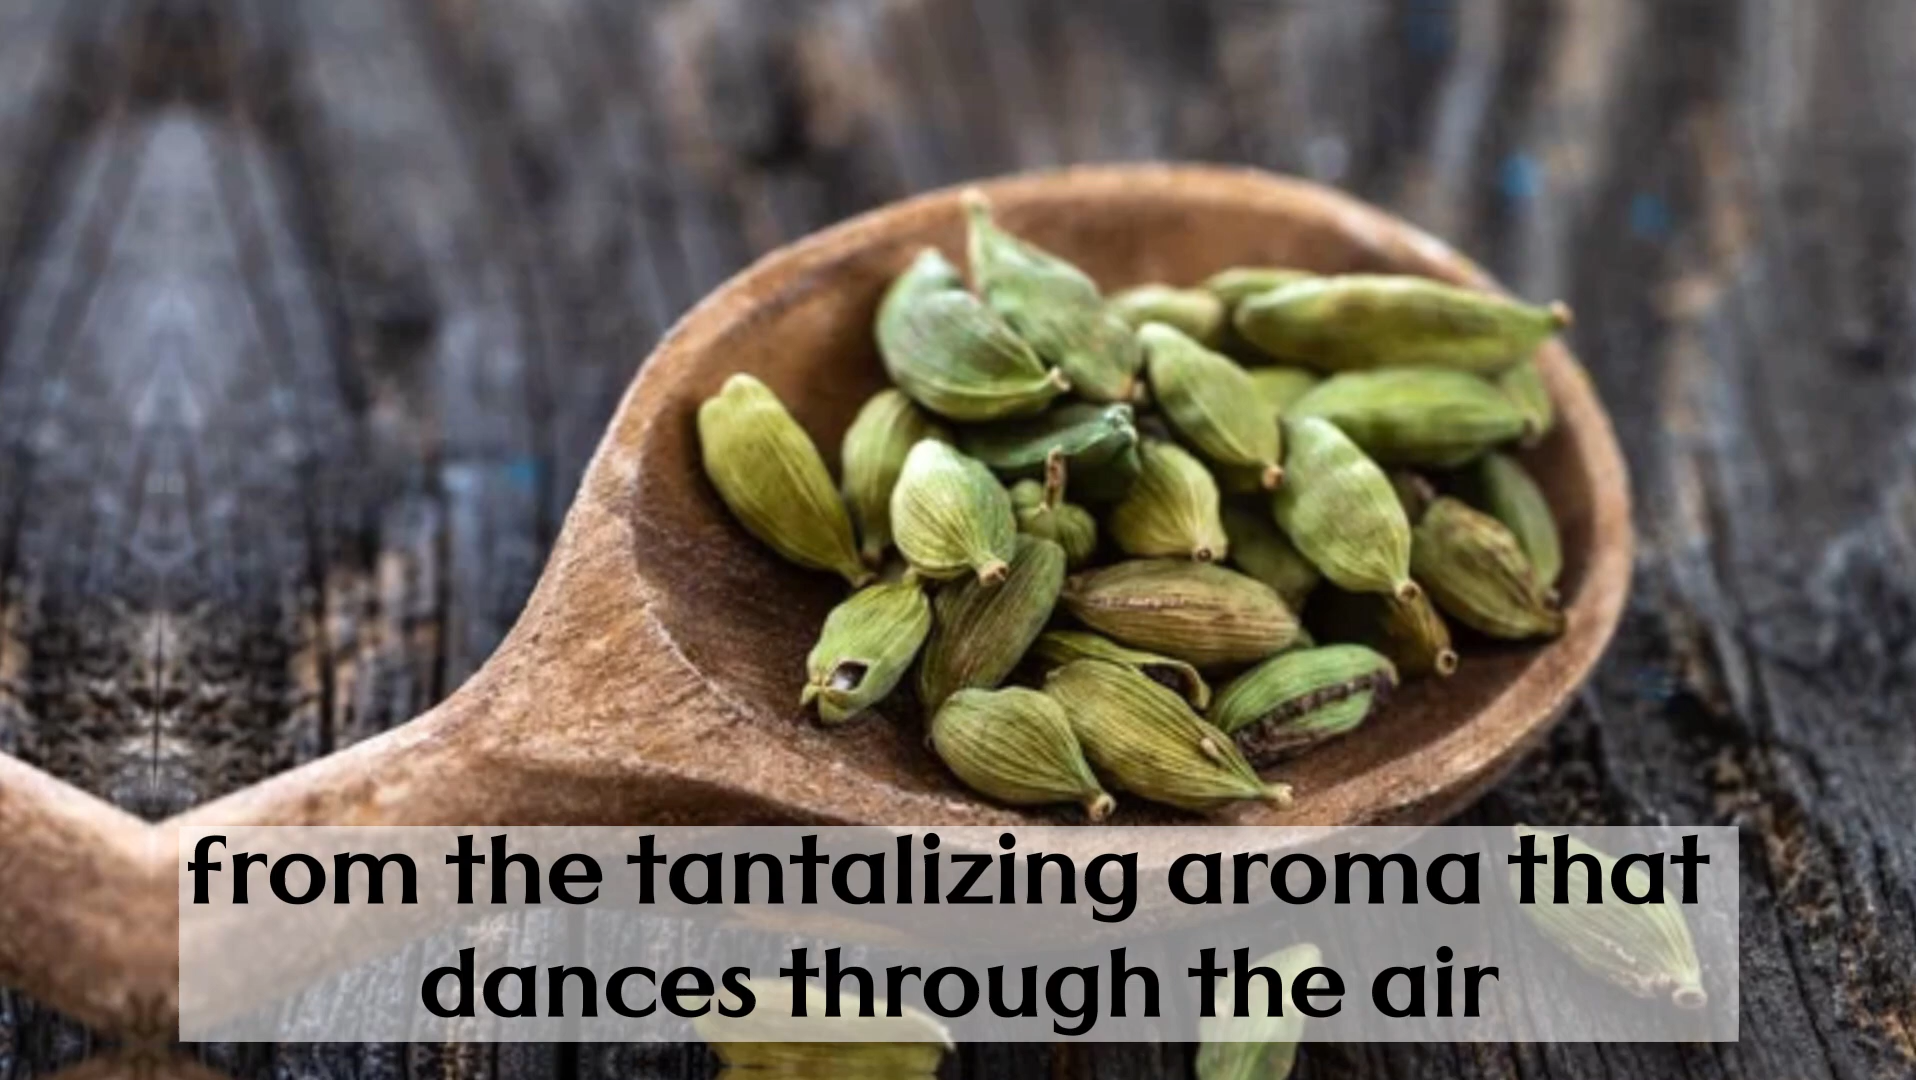 from the tantalizing aroma that
dances through the air